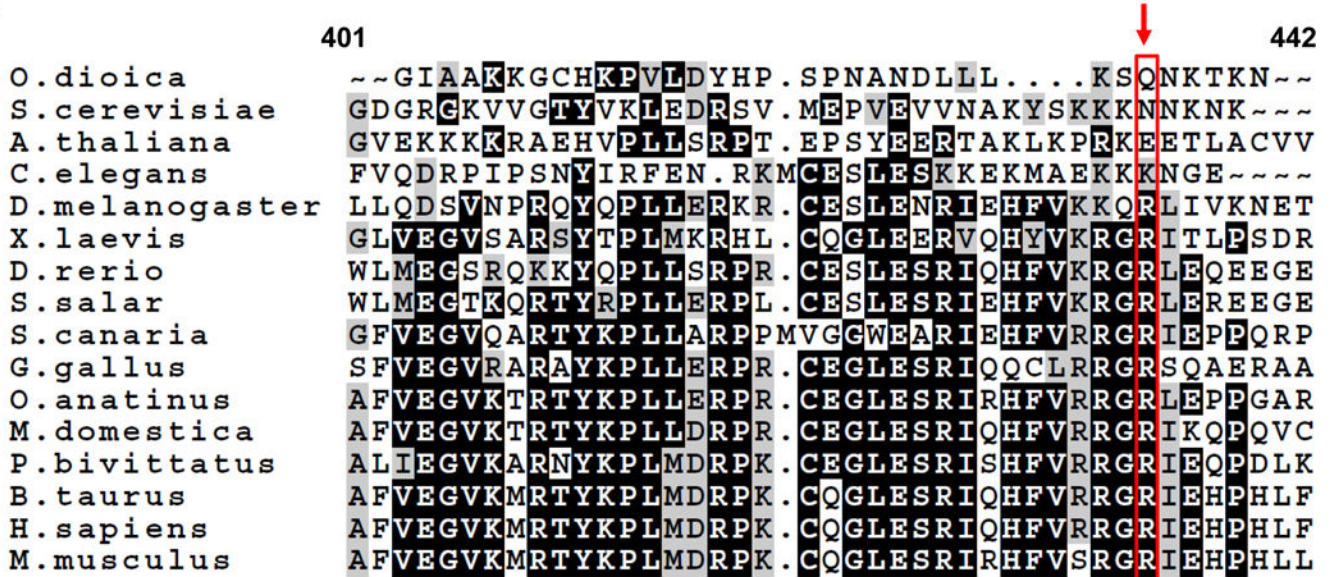 401 442
O.dioica ~~GIAAKKGCHKPVLDYHP.SPNANDLLL....KSQNKTKN~~
S.cerevisiae GDGRGKVVGTYVKLEDRSV.MEPVEVVNAKYSKKKNNKNK~~~
A.thaliana GVEKKKKRAEHVPLLSRPT.EPSYEERTAKLKPRKEETLACVV
C.elegans FVQDRPIPSNYIRFEN.RKMCESLESKKEKMAEKKKNGE~~~~
D.melanogaster LLQDSVNPRQYQPLLERKR.CESLENRIEHFVKKQRLIVKNET
X.laevis GLVEGVSARSYTPLMKRHL.CQGLEERVQHYVKRGRITLPSDR
D.rerio WLMEGSRQKKYQPLLSRPR.CESLESRIQHFVKRGRLEQEEGE
S.salar WLMEGTKQRTYRPLLERPL.CESLESRIEHFVKRGRLEREEGE
S.canaria GFVEGVQARTYKPLLARPPMVGGWEARIEHFVRRGRIEPPQRP
G.gallus SFVEGVRARAYKPLLERPR.CEGLESRIQQCLRRGRSQAERAA
O.anatinus AFVEGVKTRTYKPLLERPR.CEGLESRIRHFVRRGRLEPPGAR
M.domestica AFVEGVKTRTYKPLLDRPR.CEGLESRIQHFVRRGRIKQPQVC
P.bivittatus ALIEGVKARNYKPLMDRPK.CEGLESRISHFVRRGRIEQPDLK
B.taurus AFVEGVKMRTYKPLMDRPK.CQGLESRIQHFVRRGRIEHPHLF
H.sapiens AFVEGVKMRTYKPLMDRPK.CQGLESRIQHFVRRGRIEHPHLF
M.musculus AFVEGVKMRTYKPLMDRPK.CQGLESRIRHFVSRGRIEHPHLL